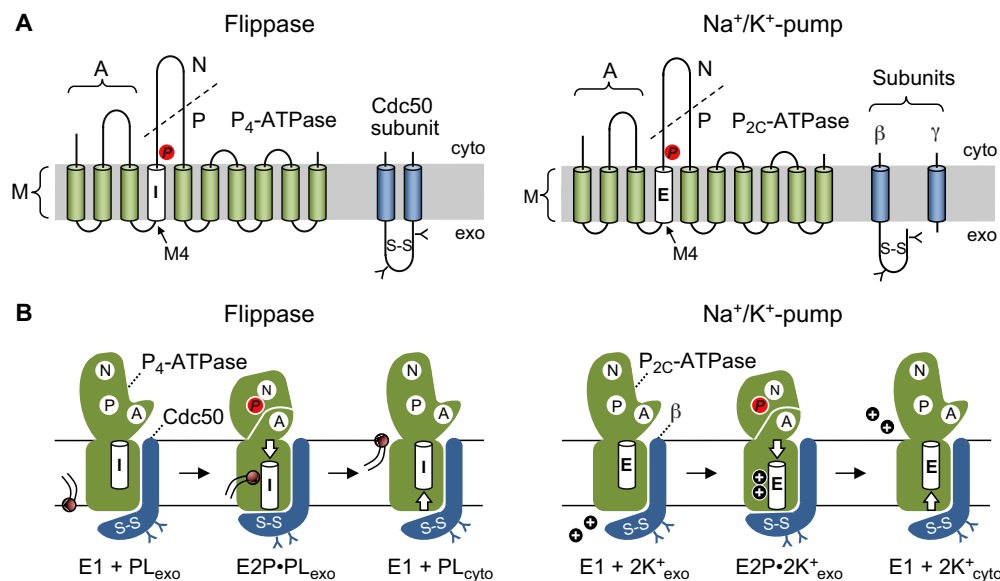 A
Flippase
Na⁺/K⁺-pump
A
N
P
P
P₄-ATPase
Cdc50
subunit
cyto
M
I
S-S
exo
M4
A
N
P
P
P₂C-ATPase
Subunits
β
γ
cyto
M
E
S-S
exo
M4
B
Flippase
Na⁺/K⁺-pump
P₄-ATPase
N
P
A
Cdc50
I
S-S
N
P
A
I
S-S
N
P
A
I
S-S
E1 + PLexo
E2P•PLexo
E1 + PLcyto
P₂C-ATPase
N
P
A
β
E
S-S
N
P
A
E
S-S
N
P
A
E
S-S
E1 + 2K⁺exo
E2P•2K⁺exo
E1 + 2K⁺cyto